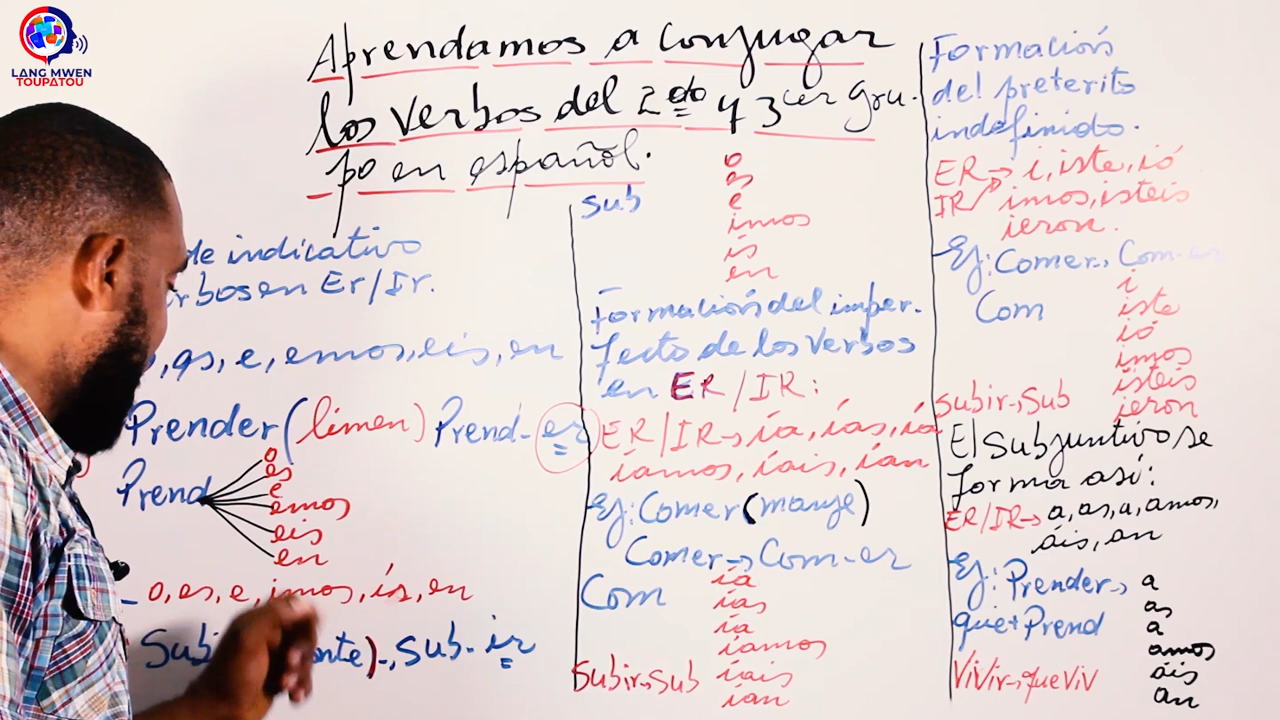 LANG MWEN
TOUPATOU
Aprendamos a conjugar
los verbos del 2do y 3cer gru-
po en español.
de indicativo
en Er/Ir.
as, e, emos, eis, en
Prender (limen) Prend-er
Prend
o
es
e
emos
eis
en
- o, es, e, imos, ís, en
sub-ir
sub
o
es
e
imos
ís
en
Formación del imper-
fecto de los verbos
en ER/IR:
ER/IR→ ía, ías, ía
íamos, íais, ían
Ej: Comer (manje)
Comer→ Com-er
Com
ía
ías
ía
íamos
íais
ían
subir→sub
Formación
del preterito
indefinido.
ER→ i, iste, ió
IR imos, isteis
ieron.
Ej: Comer→ Com-er
Com
i
iste
ió
imos
isteis
ieron
subir→sub
El Subjuntivo se
forma así:
ER/IR→ a, as, a, amos,
áis, an
Ej: Prender→
que+Prend
a
as
a
amos
áis
an
ViVir→que ViV